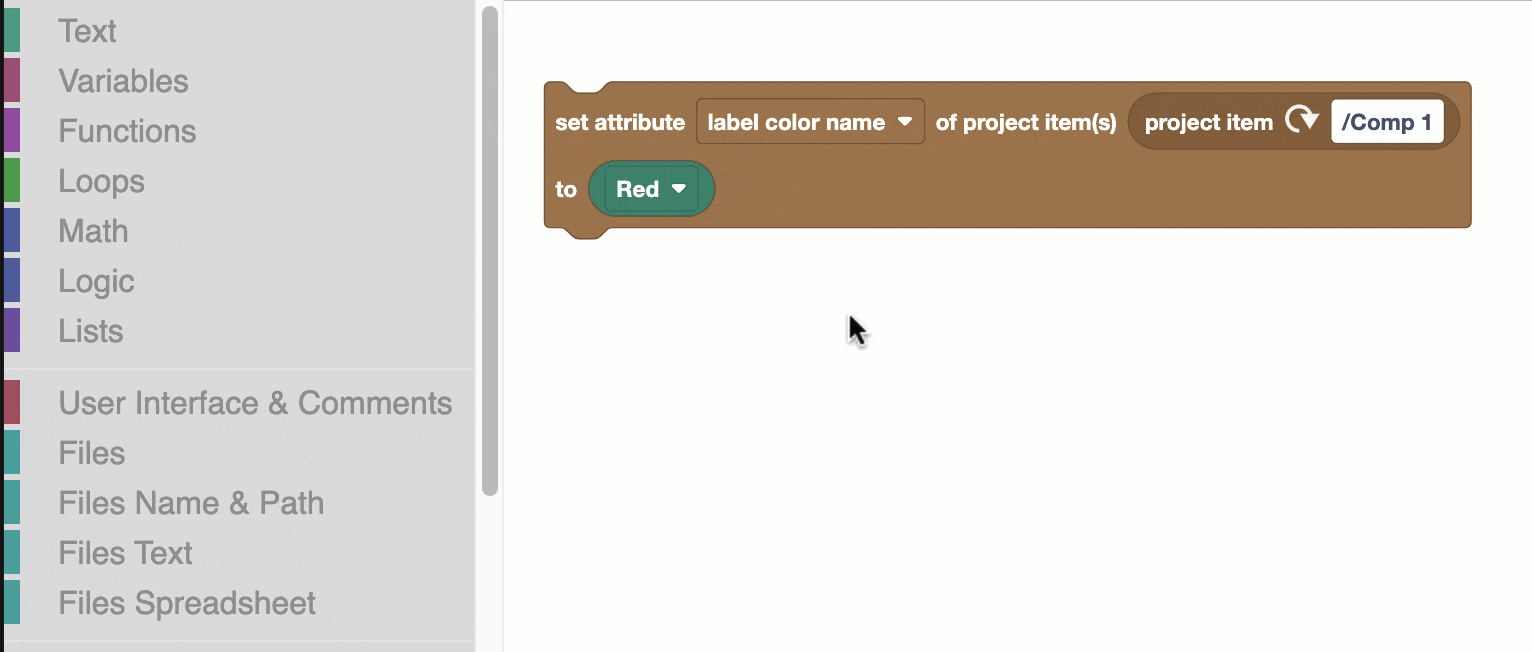 Text
Variables
Functions
Loops
Math
Logic
Lists
User Interface & Comments
Files
Files Name & Path
Files Text
Files Spreadsheet
set attribute label color name of project item(s) project item /Comp 1
to Red